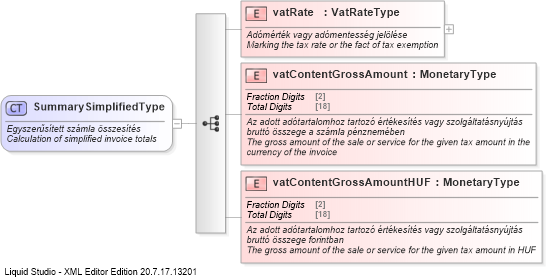 E vatRate : VatRateType
Adómérték vagy adómentesség jelölése
Marking the tax rate or the fact of tax exemption
E vatContentGrossAmount : MonetaryType
Fraction Digits [2]
Total Digits [18]
Az adott adótartalomhoz tartozó értékesítés vagy szolgáltatásnyújtás
bruttó összege a számla pénznemében
The gross amount of the sale or service for the given tax amount in the
currency of the invoice
CT SummarySimplifiedType
Egyszerűsített számla összesítés
Calculation of simplified invoice totals
E vatContentGrossAmountHUF : MonetaryType
Fraction Digits [2]
Total Digits [18]
Az adott adótartalomhoz tartozó értékesítés vagy szolgáltatásnyújtás
bruttó összege forintban
The gross amount of the sale or service for the given tax amount in HUF
Liquid Studio - XML Editor Edition 20.7.17.13201